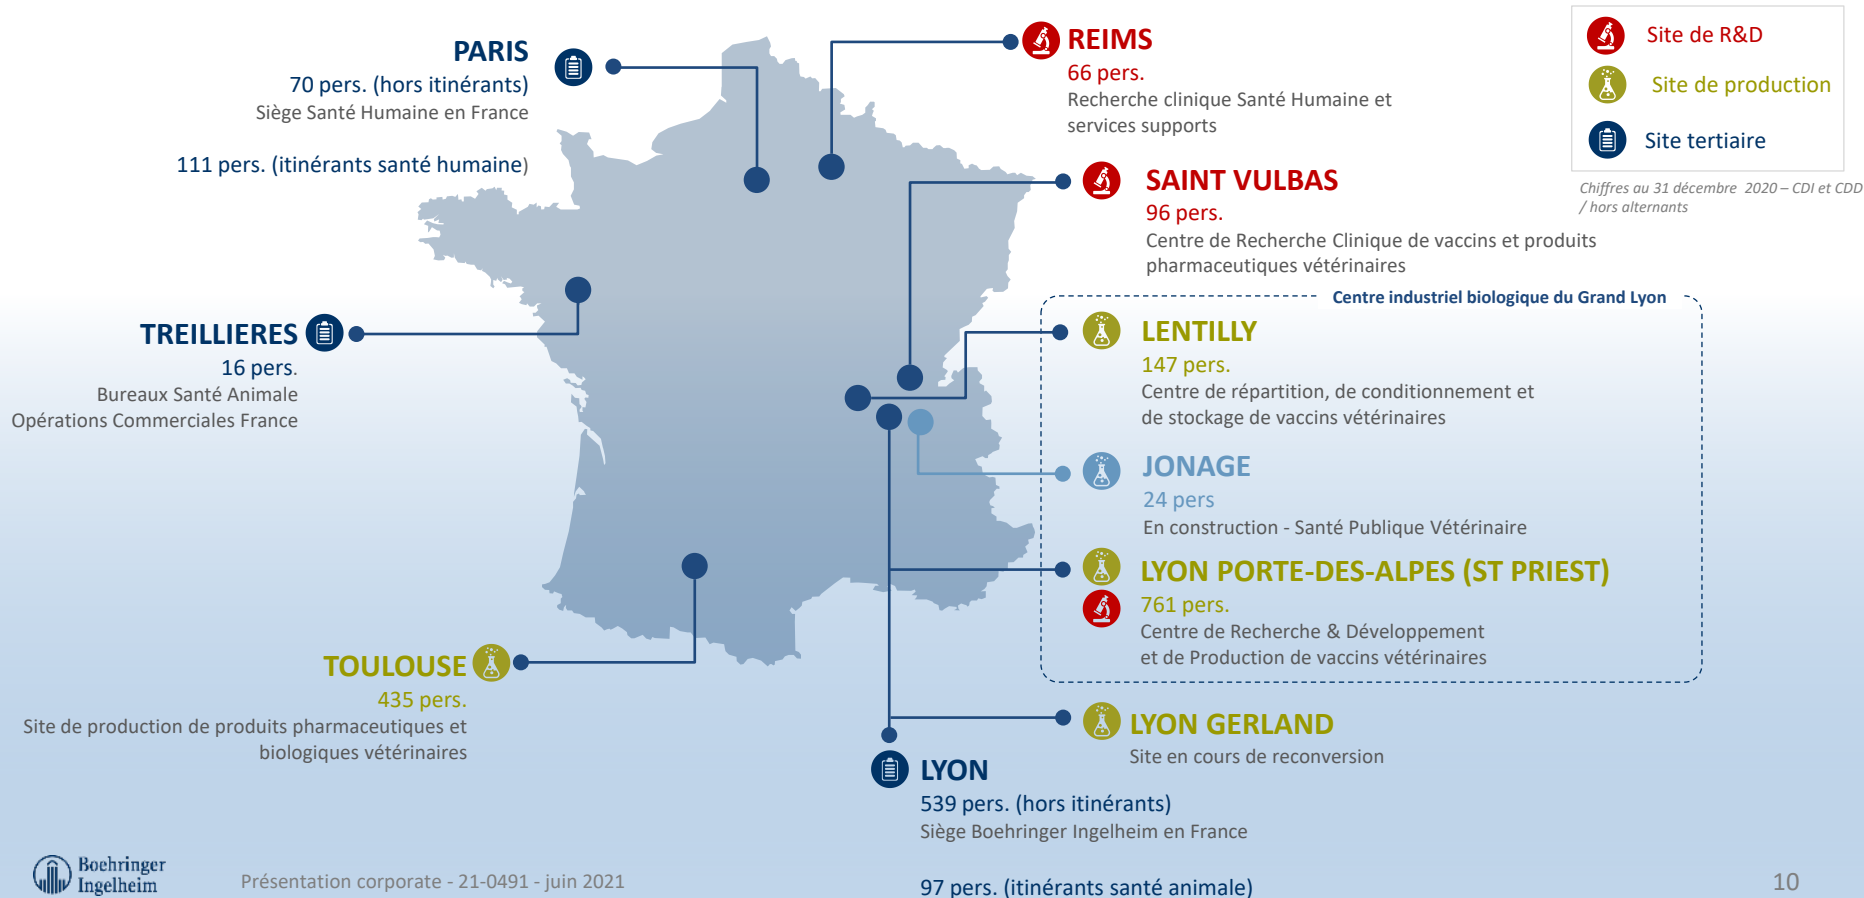 PARIS
70 pers. (hors itinérants)
Siège Santé Humaine en France
111 pers. (itinérants santé humaine)
REIMS
66 pers.
Recherche clinique Santé Humaine et
services supports
Site de R&D
Site de production
Site tertiaire
Chiffres au 31 décembre 2020 – CDI et CDD
/ hors alternants
SAINT VULBAS
96 pers.
Centre de Recherche Clinique de vaccins et produits
pharmaceutiques vétérinaires
Centre industriel biologique du Grand Lyon
TREILLIERES
16 pers.
Bureaux Santé Animale
Opérations Commerciales France
LENTILLY
147 pers.
Centre de répartition, de conditionnement et
de stockage de vaccins vétérinaires
JONAGE
24 pers
En construction - Santé Publique Vétérinaire
LYON PORTE-DES-ALPES (ST PRIEST)
761 pers.
Centre de Recherche & Développement
et de Production de vaccins vétérinaires
TOULOUSE
435 pers.
Site de production de produits pharmaceutiques et
biologiques vétérinaires
LYON GERLAND
Site en cours de reconversion
LYON
539 pers. (hors itinérants)
Siège Boehringer Ingelheim en France
97 pers. (itinérants santé animale)
Boehringer
Ingelheim
Présentation corporate - 21-0491 - juin 2021
10